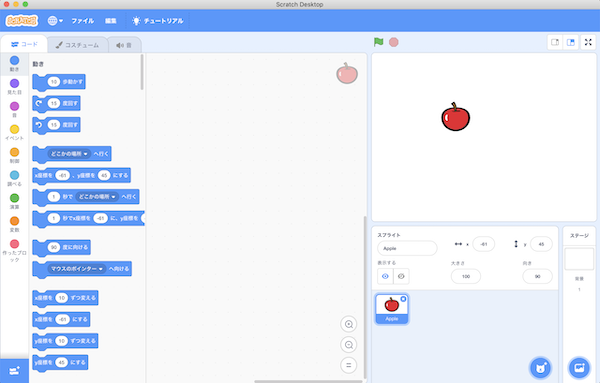 Scratch Desktop
SCRATCH ファイル 編集 チュートリアル
コード コスチューム 音
動き
見た目
音
イベント
制御
調べる
演算
変数
作ったブロック
動き
10 歩動かす
15 度回す
15 度回す
どこかの場所 へ行く
x座標を -61 、y座標を 45 にする
1 秒で どこかの場所 へ行く
1 秒でx座標を -61 に、y座標を
90 度に向ける
マウスのポインター へ向ける
x座標を 10 ずつ変える
x座標を -61 にする
y座標を 10 ずつ変える
y座標を 45 にする
スプライト
Apple x -61 y 45
表示する 大きさ 向き
100 90
Apple
ステージ
背景
1